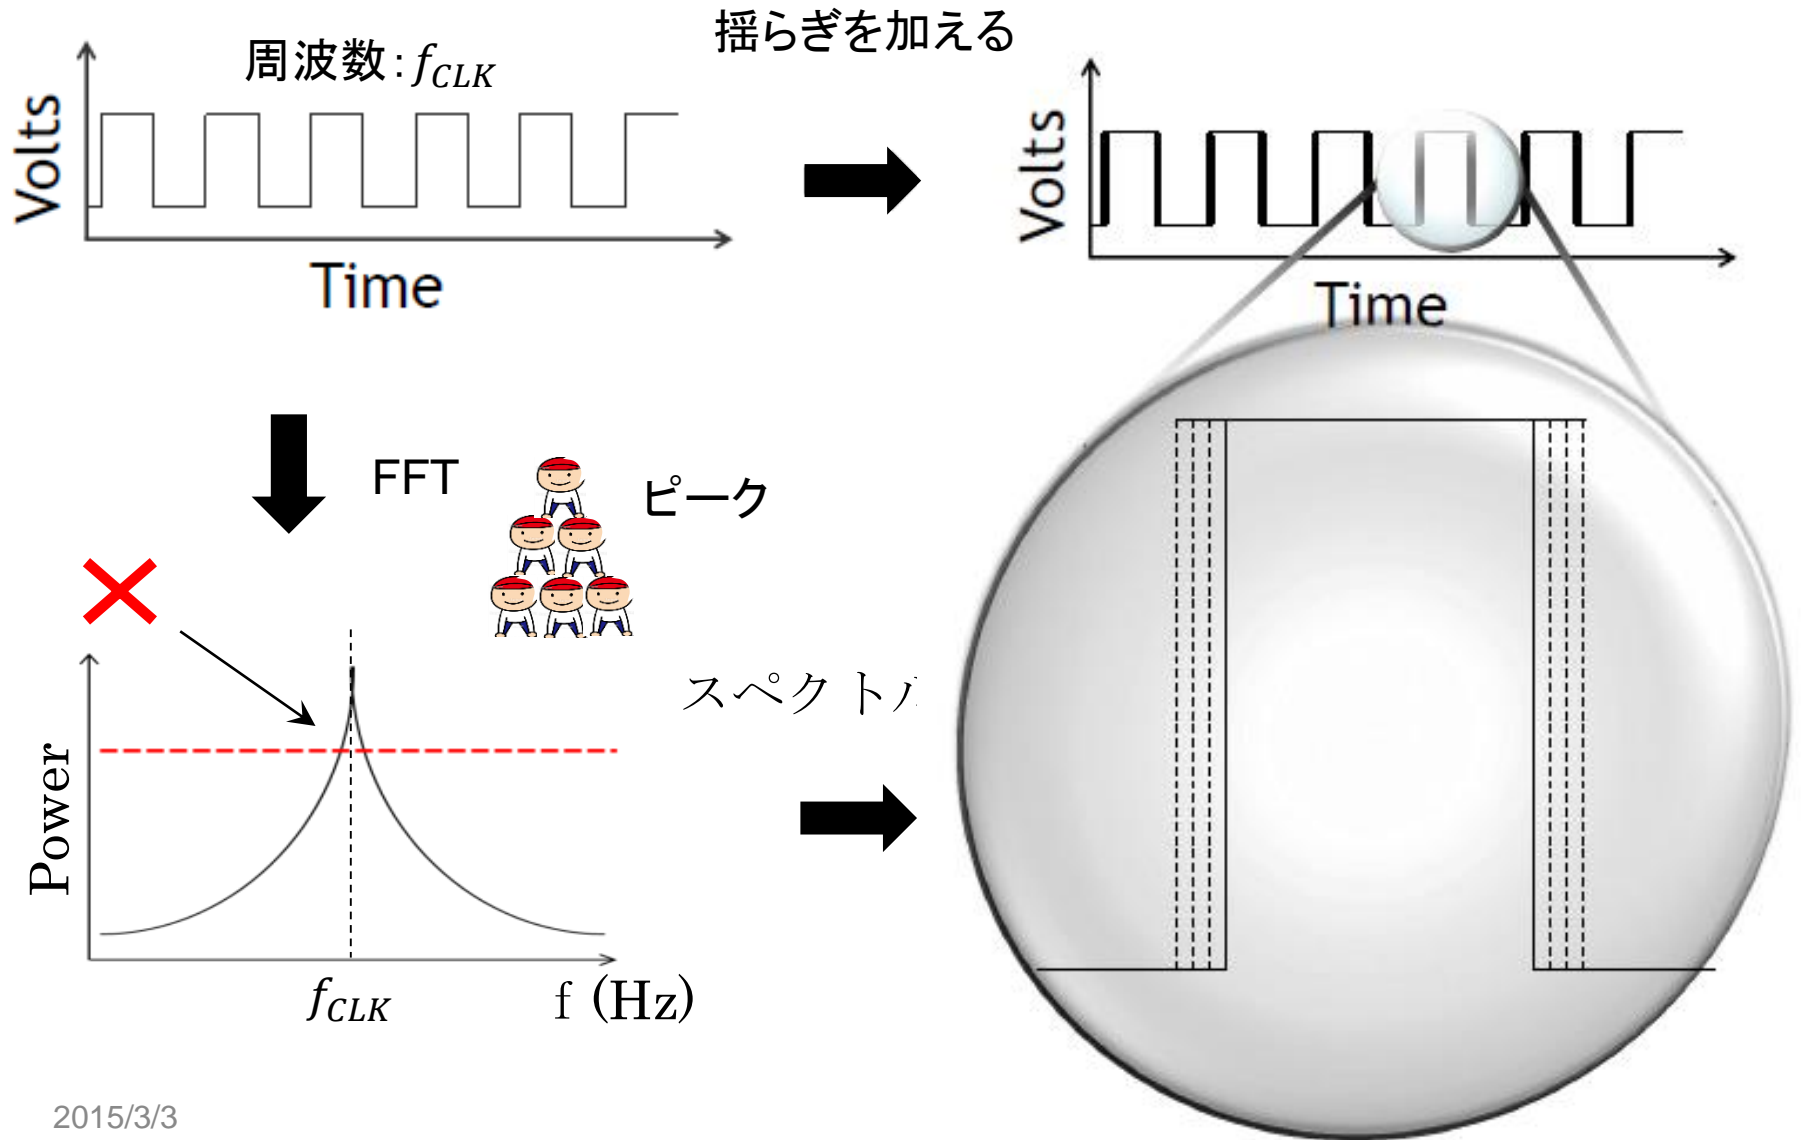 揺らぎを加える
周波数：f_CLK
Volts
Time
Volts
Time
FFT
ピーク
スペクト
Power
f_CLK
f (Hz)
2015/3/3